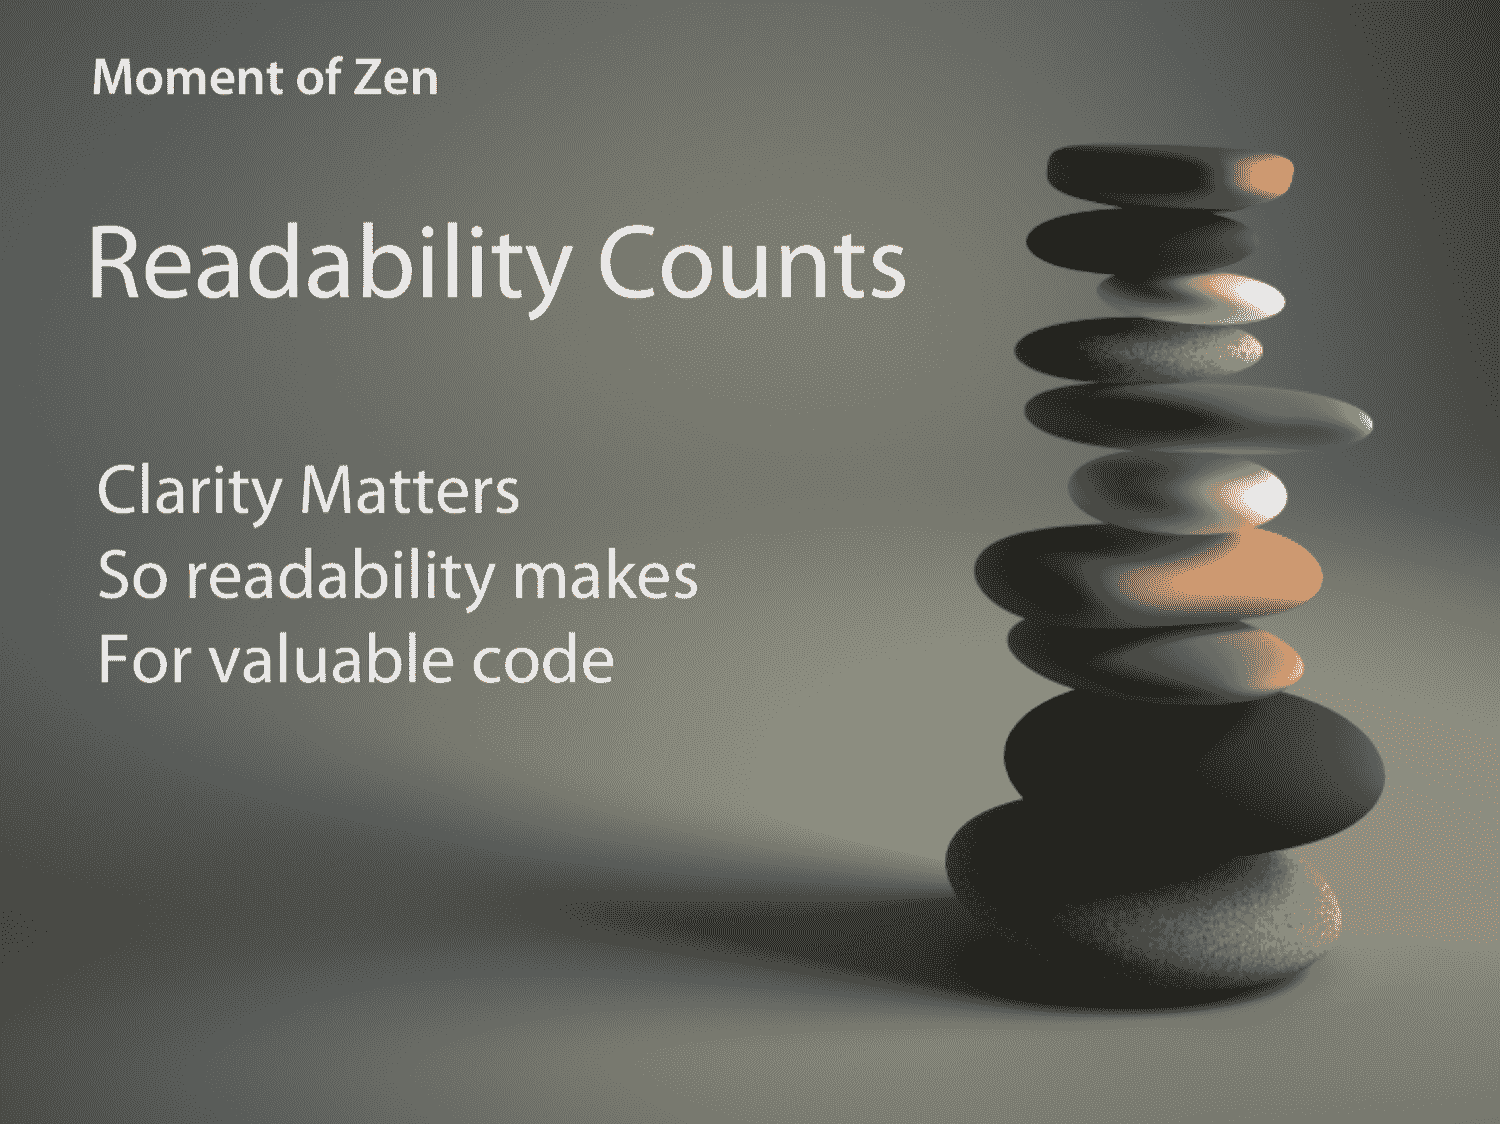 Moment of Zen
Readability Counts
Clarity Matters
So readability makes
For valuable code